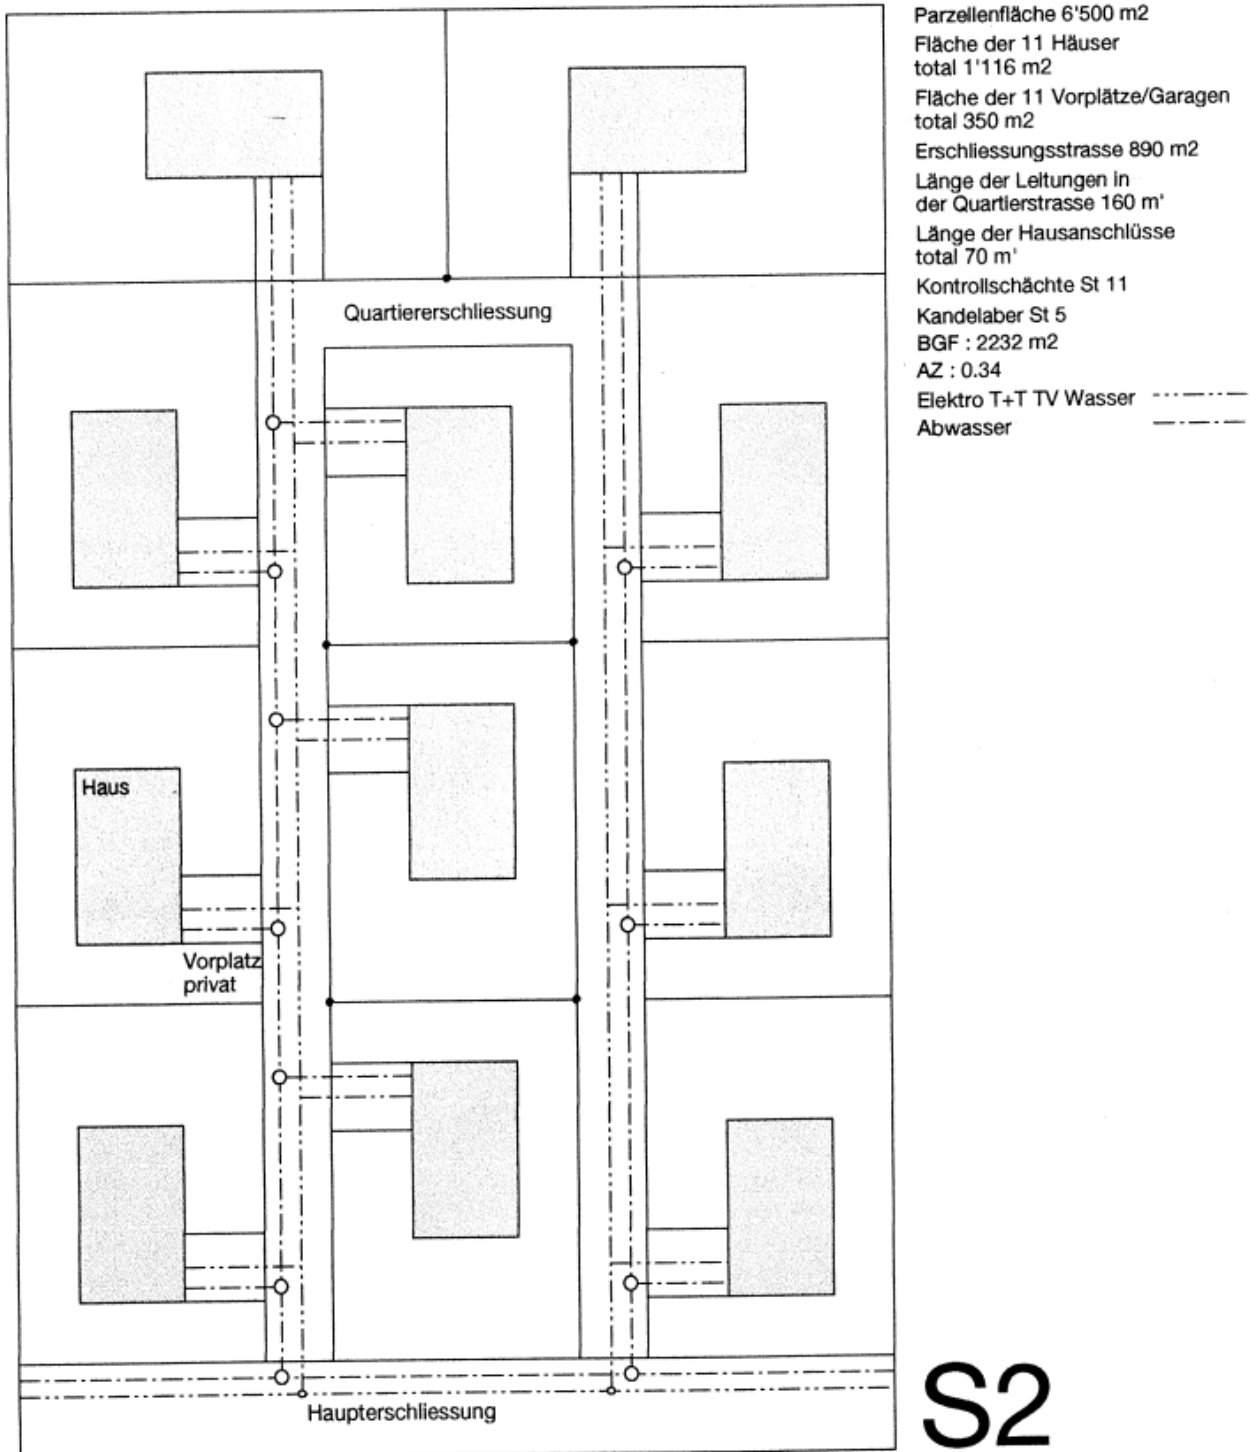 Parzellenfläche 6'500 m2
Fläche der 11 Häuser
total 1'116 m2
Fläche der 11 Vorplätze/Garagen
total 350 m2
Erschliessungsstrasse 890 m2
Länge der Leitungen in
der Quartierstrasse 160 m'
Länge der Hausanschlüsse
total 70 m'
Kontrollschächte St 11
Kandelaber St 5
BGF : 2232 m2
AZ : 0.34
Elektro T+T TV Wasser
Abwasser
Quartiererschliessung
Haus
Vorplatz
privat
Haupterschliessung
S2